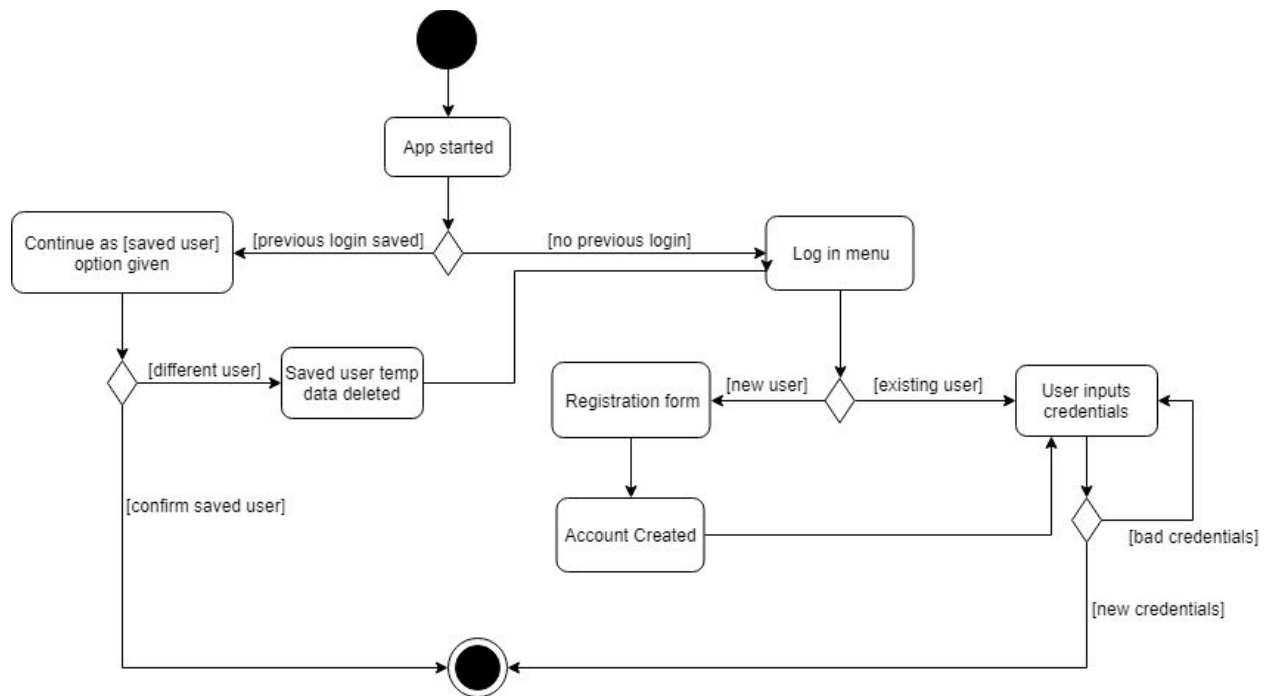 App started
Continue as [saved user]
option given
[previous login saved]
[no previous login]
Log in menu
[different user]
Saved user temp
data deleted
[new user]
[existing user]
Registration form
User inputs
credentials
[confirm saved user]
Account Created
[bad credentials]
[new credentials]